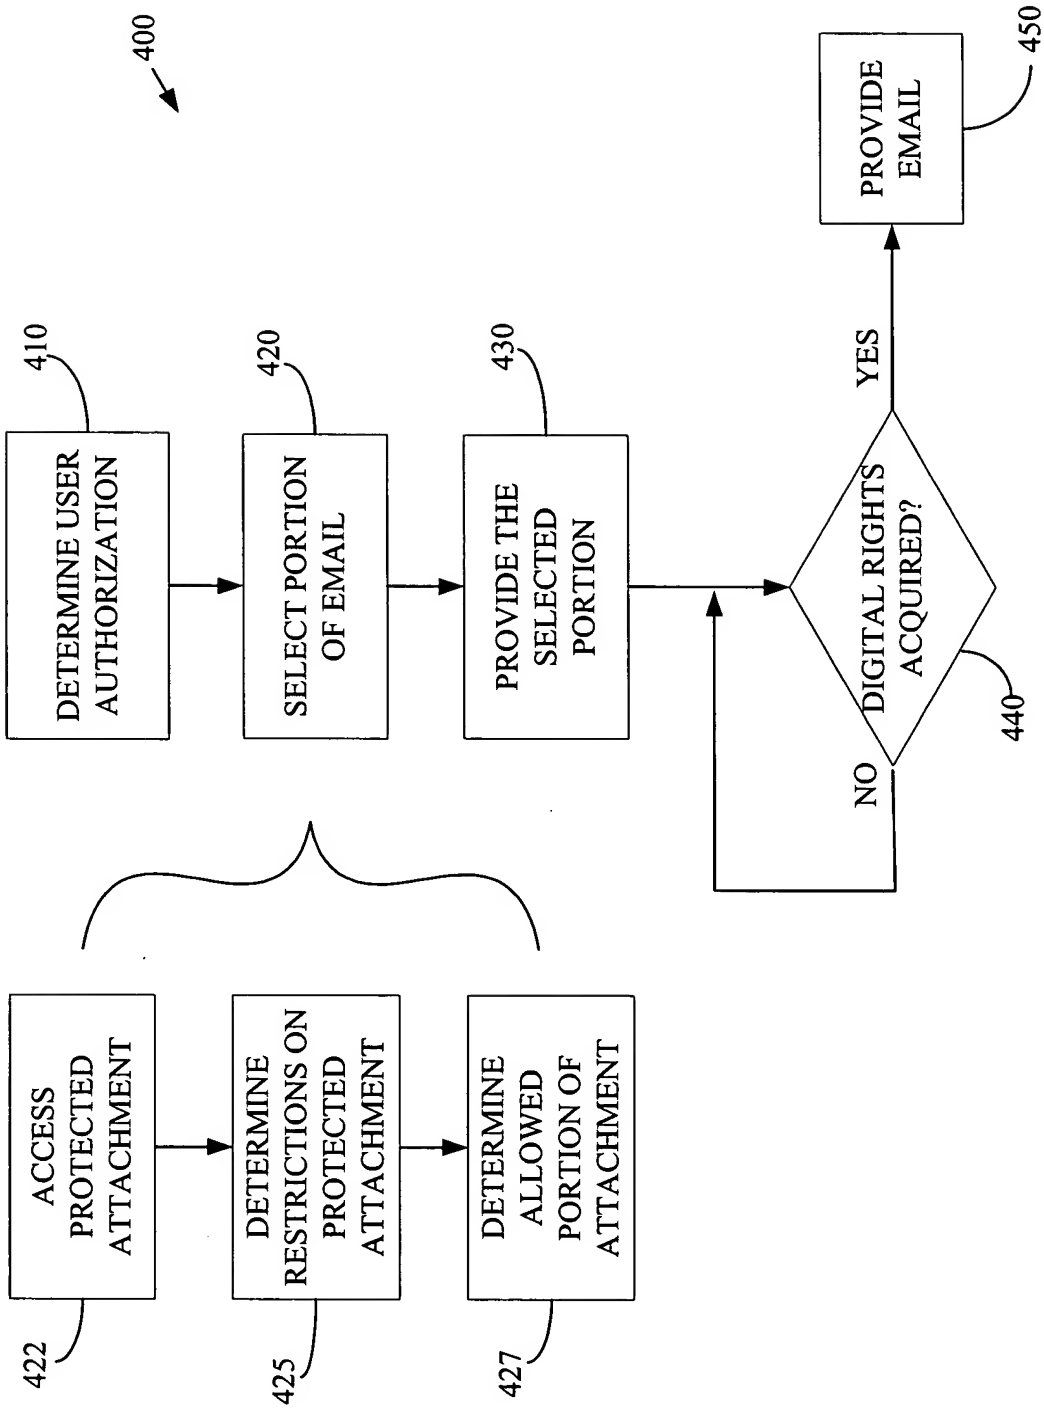 400
410
DETERMINE USER
AUTHORIZATION
420
SELECT PORTION
OF EMAIL
430
PROVIDE THE
SELECTED
PORTION
422
ACCESS
PROTECTED
ATTACHMENT
425
DETERMINE
RESTRICTIONS ON
PROTECTED
ATTACHMENT
427
DETERMINE
ALLOWED
PORTION OF
ATTACHMENT
440
DIGITAL RIGHTS
ACQUIRED?
NO
YES
450
PROVIDE
EMAIL